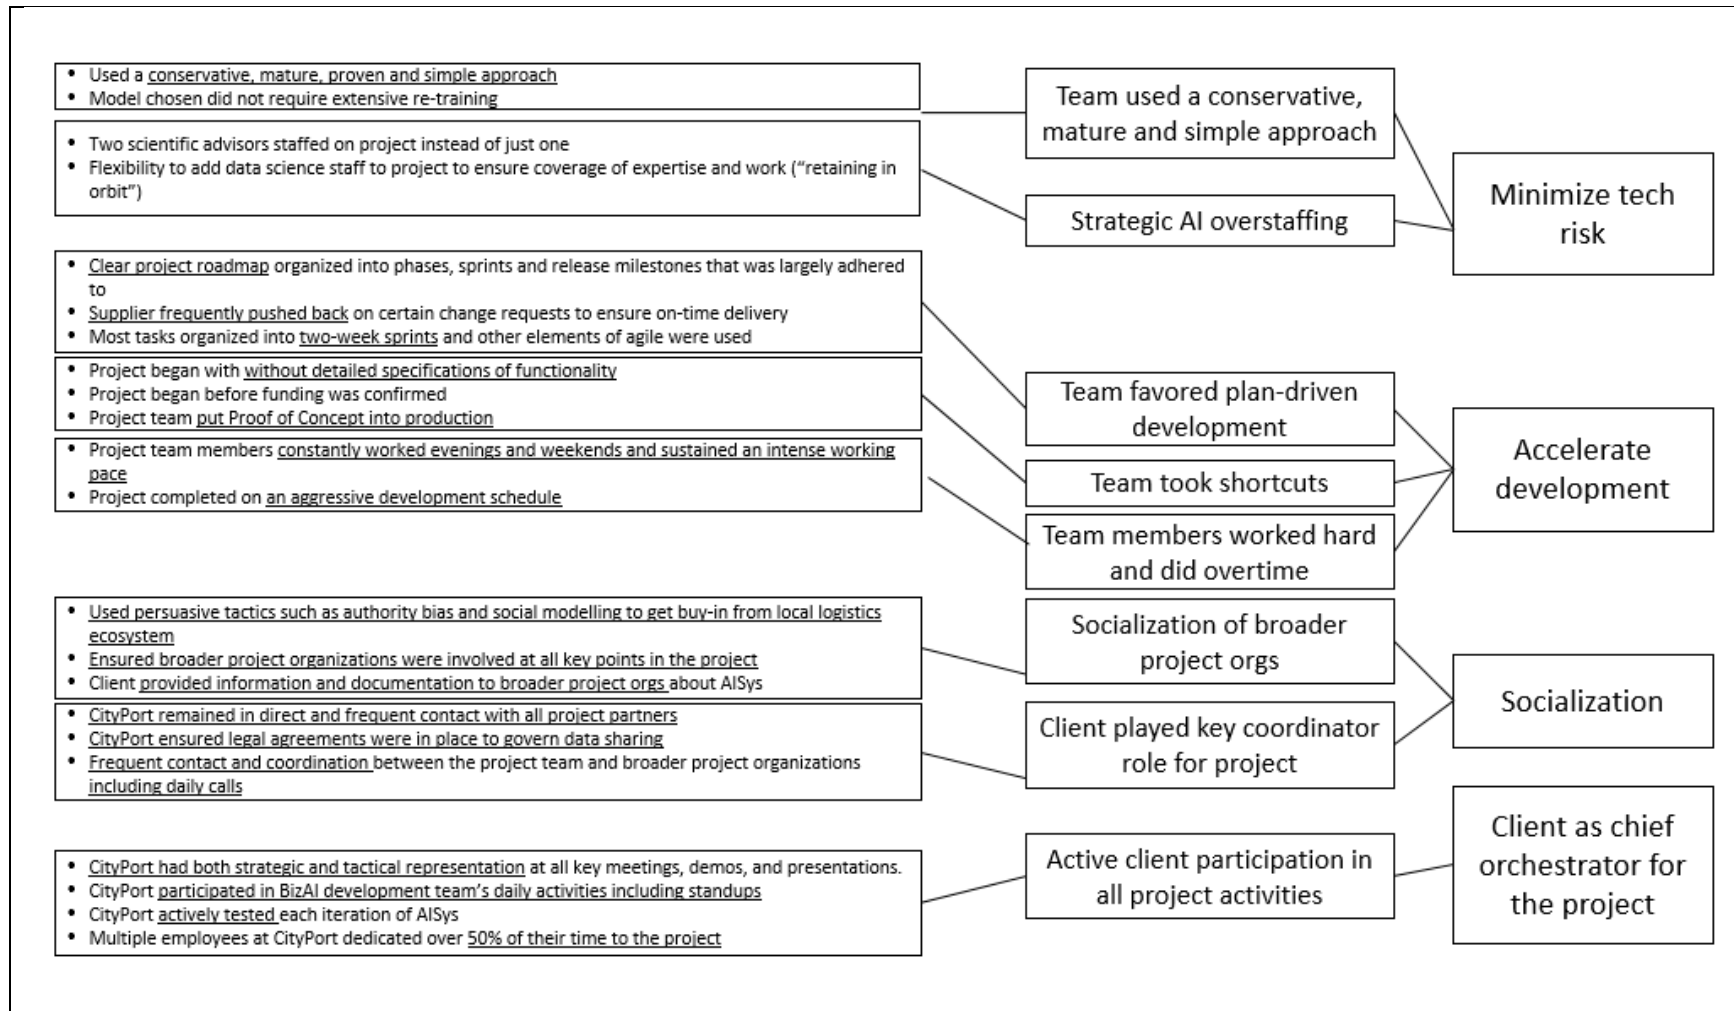 • Used a conservative, mature, proven and simple approach
• Model chosen did not require extensive re-training
• Two scientific advisors staffed on project instead of just one
• Flexibility to add data science staff to project to ensure coverage of expertise and work (“retaining in
orbit”)
• Clear project roadmap organized into phases, sprints and release milestones that was largely adhered
to
• Supplier frequently pushed back on certain change requests to ensure on-time delivery
• Most tasks organized into two-week sprints and other elements of agile were used
• Project began with without detailed specifications of functionality
• Project began before funding was confirmed
• Project team put Proof of Concept into production
• Project team members constantly worked evenings and weekends and sustained an intense working
pace
• Project completed on an aggressive development schedule
• Used persuasive tactics such as authority bias and social modelling to get buy-in from local logistics
ecosystem
• Ensured broader project organizations were involved at all key points in the project
• Client provided information and documentation to broader project orgs about AISys
• CityPort remained in direct and frequent contact with all project partners
• CityPort ensured legal agreements were in place to govern data sharing
• Frequent contact and coordination between the project team and broader project organizations
including daily calls
• CityPort had both strategic and tactical representation at all key meetings, demos, and presentations.
• CityPort participated in BizAI development team’s daily activities including standups
• CityPort actively tested each iteration of AISys
• Multiple employees at CityPort dedicated over 50% of their time to the project
Team used a conservative,
mature and simple approach
Strategic AI overstaffing
Team favored plan-driven
development
Team took shortcuts
Team members worked hard
and did overtime
Socialization of broader
project orgs
Client played key coordinator
role for project
Active client participation in
all project activities
Minimize tech
risk
Accelerate
development
Socialization
Client as chief
orchestrator for
the project